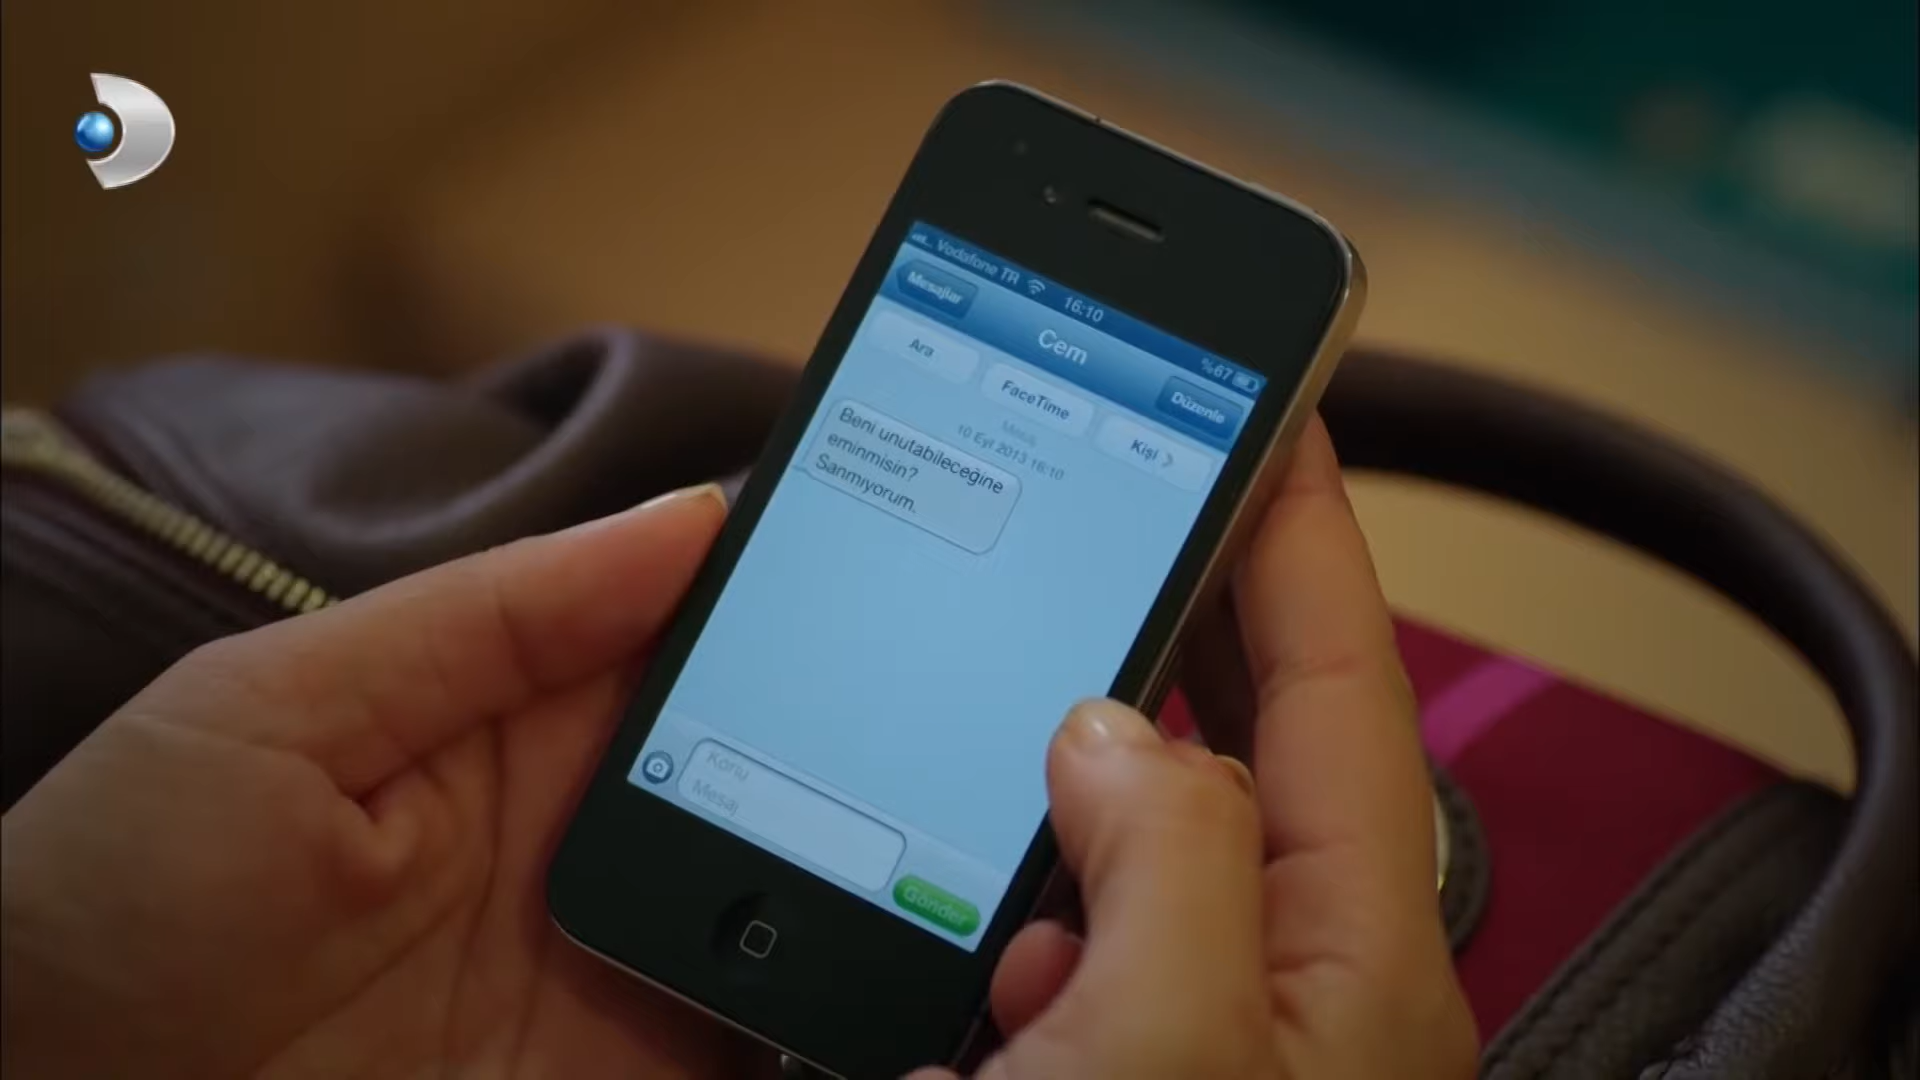 Vodafone TR 16:10 %67
Mesajlar Cem Düzenle
Ara FaceTime Kişi
Mesaj
10 Eyl 2013 16:10
Beni unutabileceğine
eminmisin?
Sanmıyorum.
Konu
Mesaj
Gönder